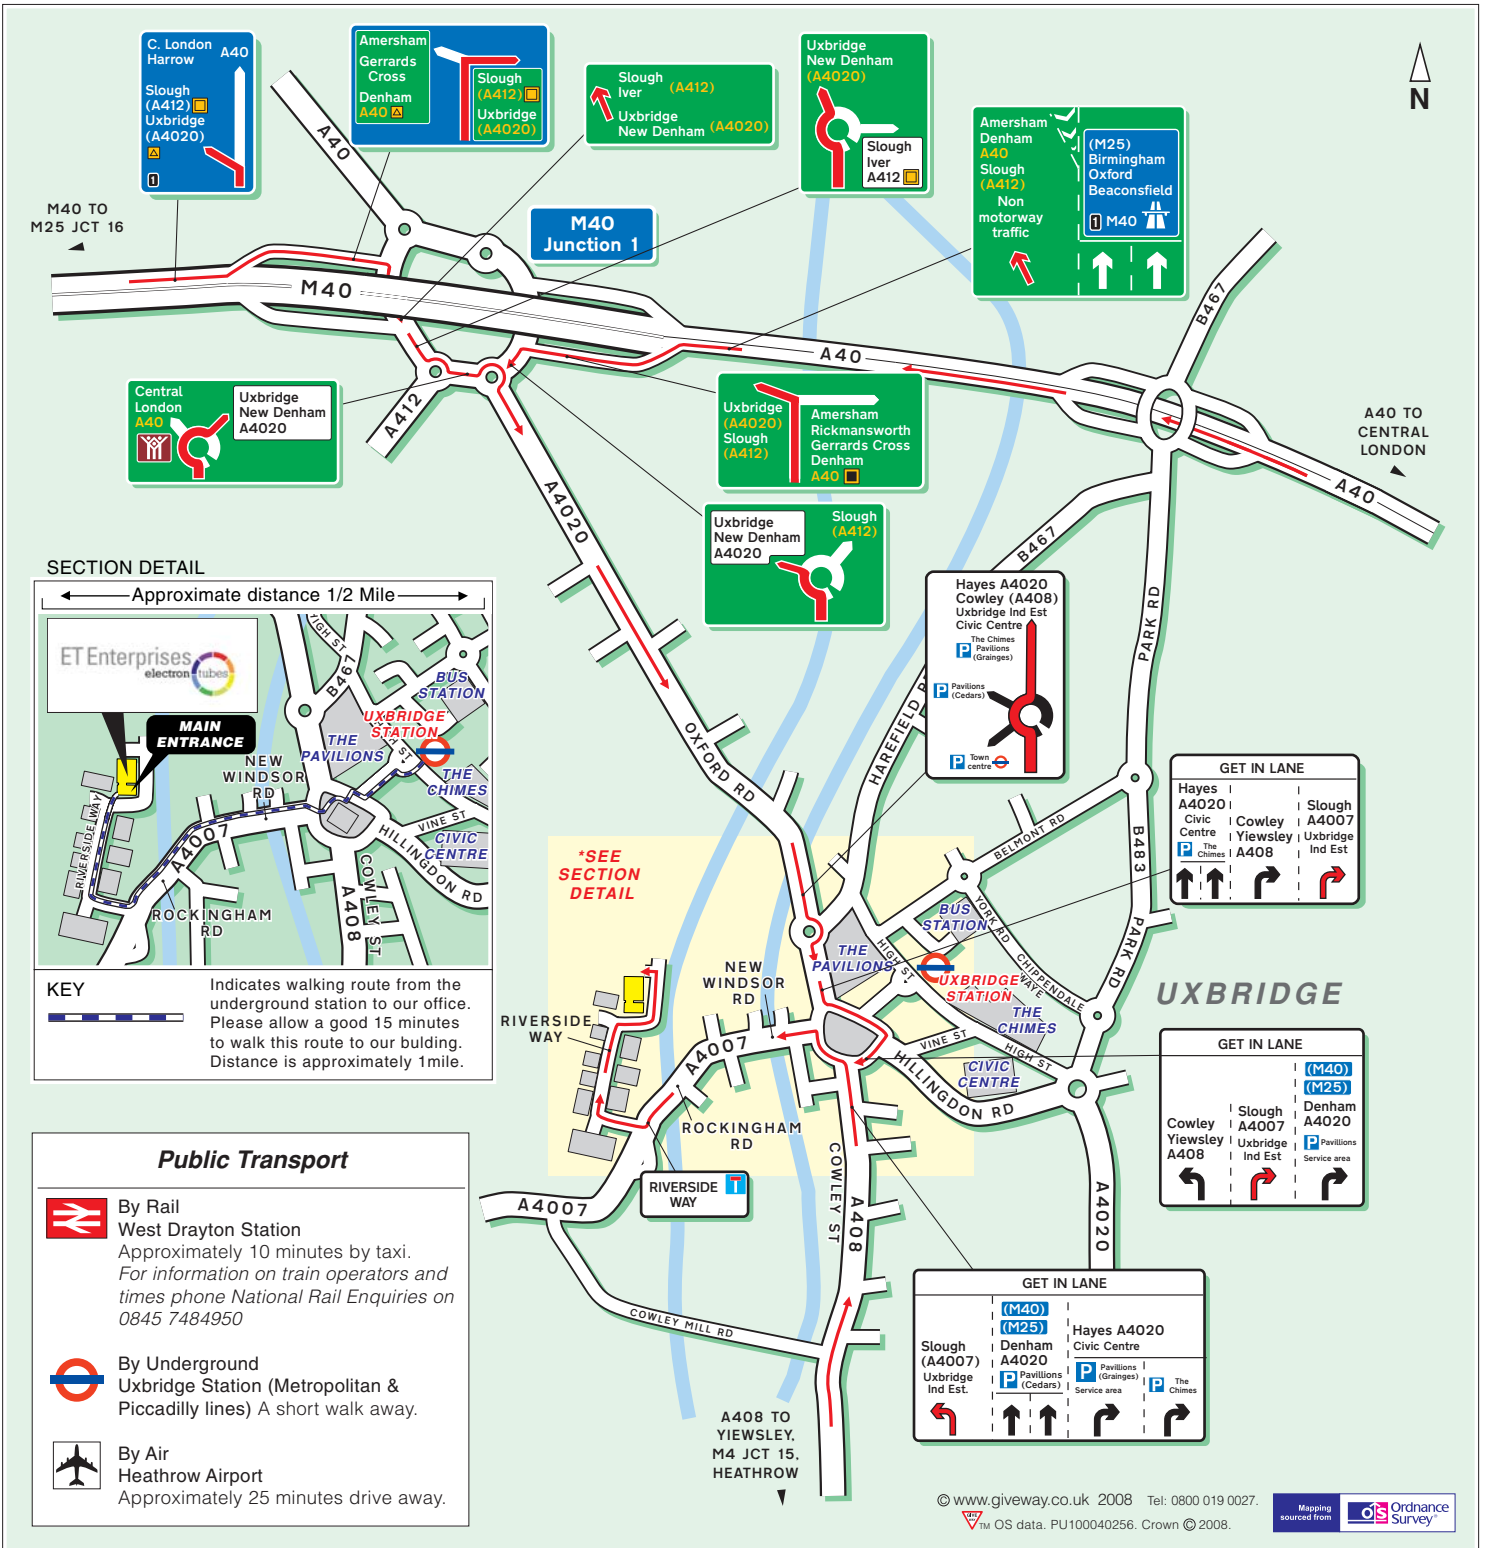 C. London
Harrow
A40
Slough
(A412)
Uxbridge
(A4020)
1
Amersham
Gerrards
Cross
Denham
A40
Slough
(A412)
Uxbridge
(A4020)
Slough
Iver
(A412)
Uxbridge
New Denham
(A4020)
Uxbridge
New Denham
(A4020)
Slough
Iver
A412
Amersham
Denham
A40
Slough
(A412)
Non
motorway
traffic
(M25)
Birmingham
Oxford
Beaconsfield
1 M40
N
M40 TO
M25 JCT 16
A40
M40
Junction 1
M40
A40
B467
A40 TO
CENTRAL
LONDON
A40
Central
London
A40
Uxbridge
New Denham
A4020
A412
Uxbridge
(A4020)
Slough
(A412)
Amersham
Rickmansworth
Gerrards Cross
Denham
A40
Uxbridge
New Denham
A4020
Slough
(A412)
A4020
B467
PARK RD
HAREFIELD R
OXFORD RD
Hayes A4020
Cowley (A408)
Uxbridge Ind Est
Civic Centre
P
The Chimes
Pavilions
(Grainges)
P
Pavilions
(Cedars)
P
Town
centre
GET IN LANE
Hayes
A4020
Civic
Centre
P The
Chimes
Cowley
Yiewsley
A408
Slough
A4007
Uxbridge
Ind Est
SECTION DETAIL
Approximate distance 1/2 Mile
ET Enterprises
electron tubes
MAIN
ENTRANCE
HIGH ST
B467
BUS
STATION
UXBRIDGE
STATION
HIGH ST
THE
PAVILIONS
NEW
WINDSOR
RD
THE
CHIMES
VINE ST
CIVIC
CENTRE
HILLINGDON RD
A4007
RIVERSIDE WAY
ROCKINGHAM
RD
A408
COWLEY ST
KEY
Indicates walking route from the
underground station to our office.
Please allow a good 15 minutes
to walk this route to our bulding.
Distance is approximately 1mile.
*SEE
SECTION
DETAIL
BELMONT RD
B483
PARK RD
BUS
STATION
YORK RD
CHIPPENDALE
WAYE
THE
PAVILIONS
HIGH ST
UXBRIDGE
STATION
THE
CHIMES
NEW
WINDSOR
RD
RIVERSIDE
WAY
A4007
VINE ST
HIGH ST
CIVIC
CENTRE
HILLINGDON RD
UXBRIDGE
ROCKINGHAM
RD
COWLEY ST
A408
RIVERSIDE
WAY
A4007
COWLEY MILL RD
A4020
GET IN LANE
Cowley
Yiewsley
A408
Slough
A4007
Uxbridge
Ind Est
(M40)
(M25)
Denham
A4020
P Pavillions
Service area
GET IN LANE
Slough
(A4007)
Uxbridge
Ind Est.
(M40)
(M25)
Denham
A4020
P Pavillions
(Cedars)
Hayes A4020
Civic Centre
P Pavillions
(Grainges)
Service area
P The
Chimes
A408 TO
YIEWSLEY,
M4 JCT 15,
HEATHROW
Public Transport
By Rail
West Drayton Station
Approximately 10 minutes by taxi.
For information on train operators and
times phone National Rail Enquiries on
0845 7484950
By Underground
Uxbridge Station (Metropolitan &
Piccadilly lines) A short walk away.
By Air
Heathrow Airport
Approximately 25 minutes drive away.
© www.giveway.co.uk 2008 Tel: 0800 019 0027.
GIVE WAY TM OS data. PU100040256. Crown © 2008.
Mapping
sourced from
OS Ordnance
Survey®